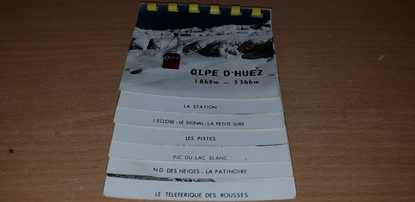 ALPE D'HUEZ
1860m - 3366m
LA STATION
L'ECLOSE - LE SIGNAL - LA PETITE SURE
LES PISTES
PIC DU LAC BLANC
N.D. DES NEIGES - LA PATINOIRE
LE TELEFERIQUE DES ROUSSES